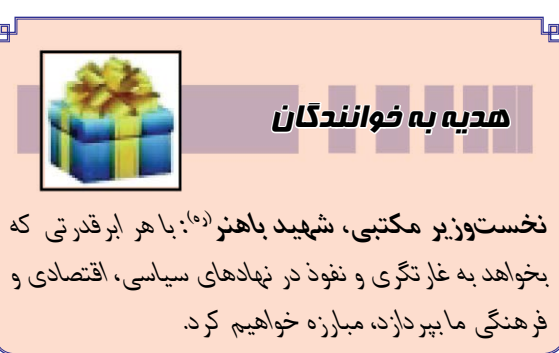 هدیه به خوانندگان
نخست‌وزیر مکتبی، شهید باهنر(ره): با هر ابرقدرتی که
بخواهد به غارتگری و نفوذ در نهادهای سیاسی، اقتصادی و
فرهنگی ما بپردازد، مبارزه خواهیم کرد.